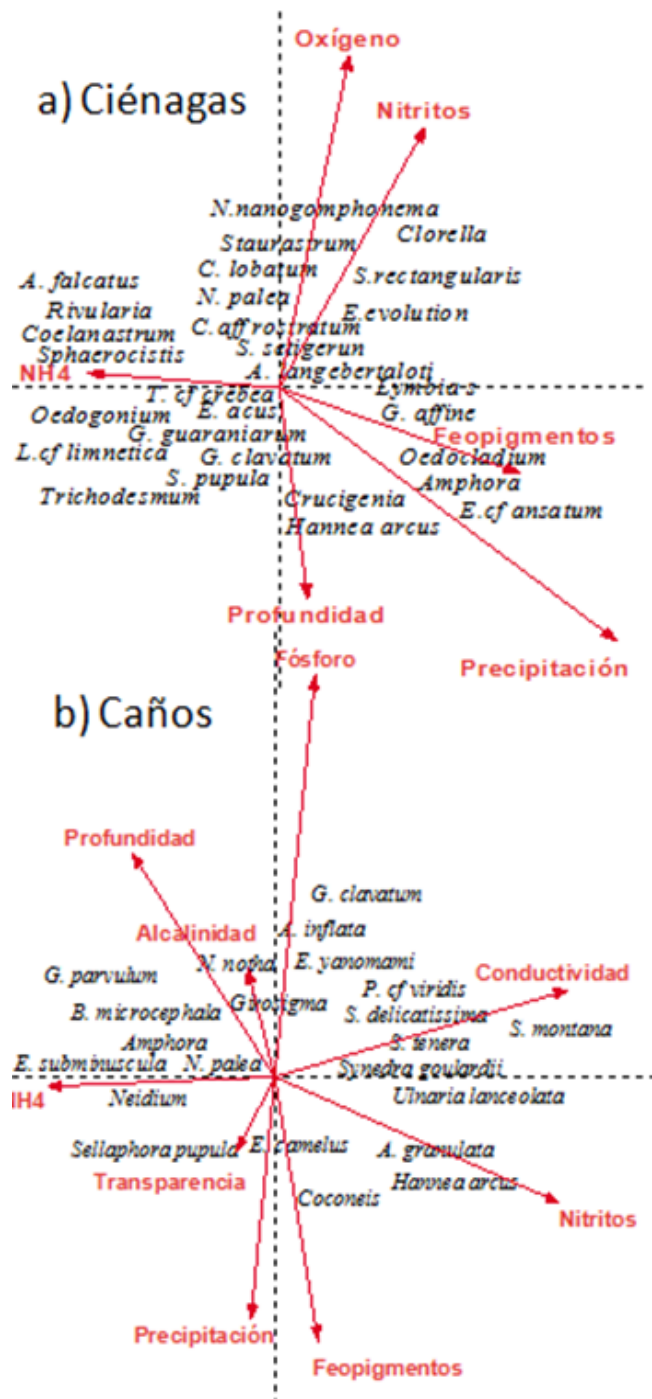 Oxígeno
a) Ciénagas
Nitritos
N.nanogomphonema
Clorella
Staurastrum
C. lobatum
S.rectangularis
A. falcatus
N. palea
Rivularia
E.evolution
C.aff rostratum
Coelanastrum
S. setigerun
Sphaerocistis
A. langebertaloti
NH4
T. cf crebea
G. affine
Oedogonium
E. acus
G. guaraniarum
Feopigmentos
L.cf limnetica
G. clavatum
Oedocladium
S. pupula
Amphora
Trichodesmum
Crucigenia
E.cf ansatum
Hannea arcus
Profundidad
Precipitación
Fósforo
b) Caños
Profundidad
G. clavatum
Alcalinidad
A. inflata
N. notha
E. yanomami
G. parvulum
Conductividad
P. cf viridis
Girosigma
B. microcephala
S. delicatissima
S. montana
Amphora
S. tenera
E. subminuscula
N. palea
Synedra goulardii
Neidium
Ulnaria lanceolata
Sellaphora pupula
E. camelus
A. granulata
Transparencia
Hannea arcus
Coconeis
Nitritos
Precipitación
Feopigmentos